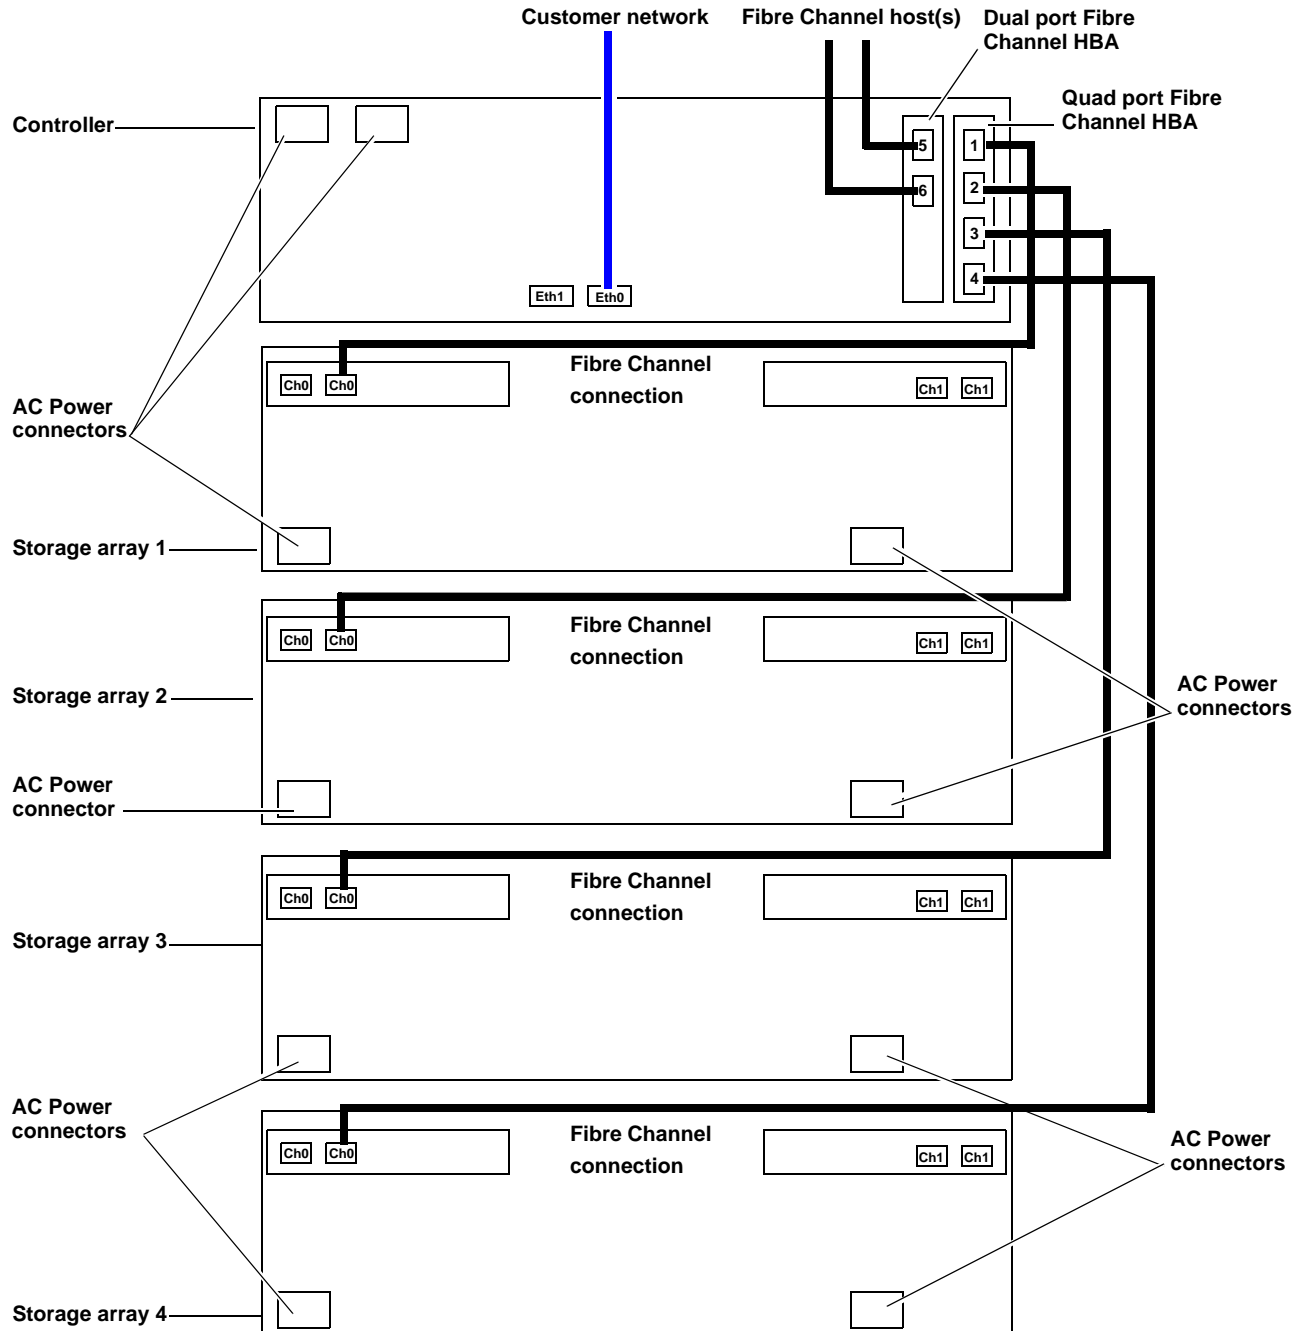 Customer network
Fibre Channel host(s)
Dual port Fibre
Channel HBA
Quad port Fibre
Channel HBA
Controller
5
1
6
2
3
4
Eth1
Eth0
Fibre Channel
connection
Ch0
Ch0
Ch1
Ch1
AC Power
connectors
Storage array 1
Fibre Channel
connection
Ch0
Ch0
Ch1
Ch1
Storage array 2
AC Power
connectors
AC Power
connector
Fibre Channel
connection
Ch0
Ch0
Ch1
Ch1
Storage array 3
AC Power
connectors
Fibre Channel
connection
Ch0
Ch0
Ch1
Ch1
AC Power
connectors
Storage array 4